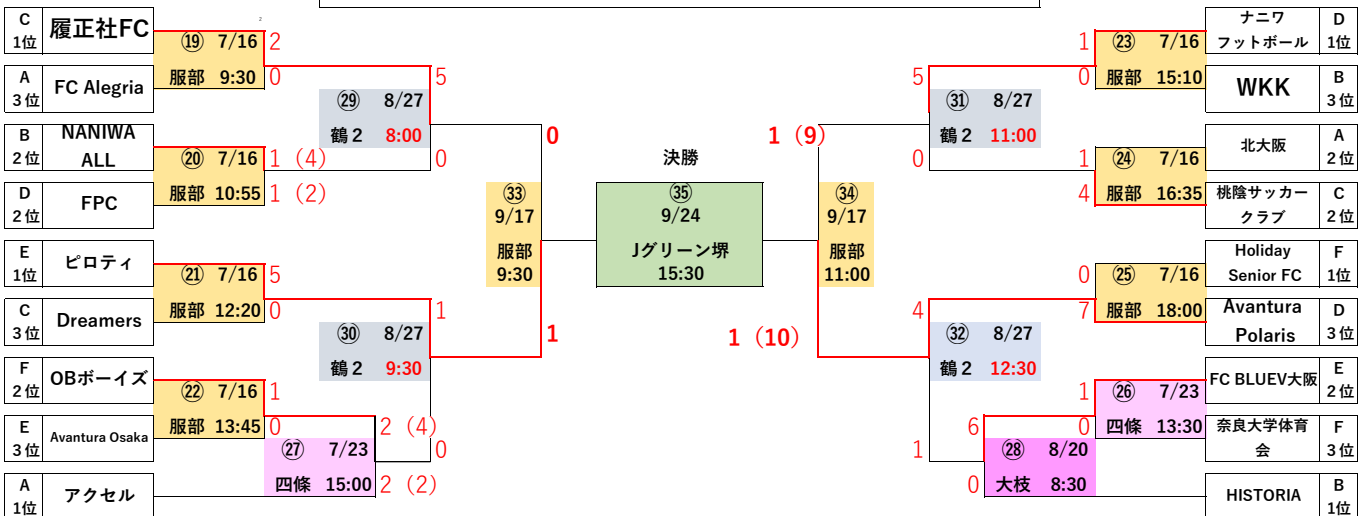 C
1位
履正社FC
2
⑲ 7/16
服部 9:30
2
0
A
3位
FC Alegria
B
2位
NANIWA
ALL
⑳ 7/16
服部 10:55
1（4）
1（2）
D
2位
FPC
㉙ 8/27
鶴2 8:00
5
0
E
1位
ピロティ
㉑ 7/16
服部 12:20
5
0
C
3位
Dreamers
F
2位
OBボーイズ
㉒ 7/16
服部 13:45
1
0
E
3位
Avantura Osaka
A
1位
アクセル
㉗ 7/23
四條 15:00
2（4）
2（2）
㉚ 8/27
鶴2 9:30
1
0
㉝
9/17
服部
9:30
0
1
決勝
㉟
9/24
Jグリーン堺
15:30
㉞
9/17
服部
11:00
1（9）
1（10）
㉛ 8/27
鶴2 11:00
5
0
㉜ 8/27
鶴2 12:30
4
1
㉓ 7/16
服部 15:10
1
0
ナニワ
フットボール
D
1位
WKK
B
3位
㉔ 7/16
服部 16:35
1
4
北大阪
A
2位
桃陰サッカー
クラブ
C
2位
㉕ 7/16
服部 18:00
0
7
Holiday
Senior FC
F
1位
Avantura
Polaris
D
3位
㉖ 7/23
四條 13:30
1
0
FC BLUEV大阪
E
2位
奈良大学体育
会
F
3位
㉘ 8/20
大枝 8:30
6
0
HISTORIA
B
1位